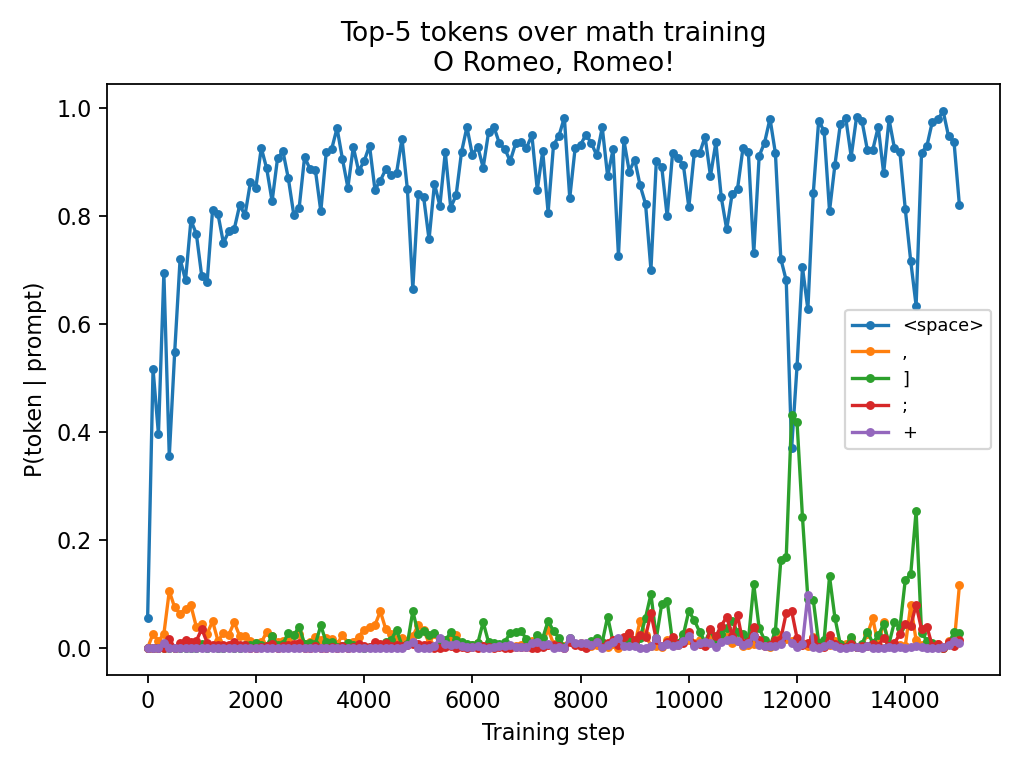 Top-5 tokens over math training
O Romeo, Romeo!
P(token | prompt)
1.0
0.8
0.6
0.4
0.2
0.0
<space>
,
]
;
+
0 2000 4000 6000 8000 10000 12000 14000
Training step